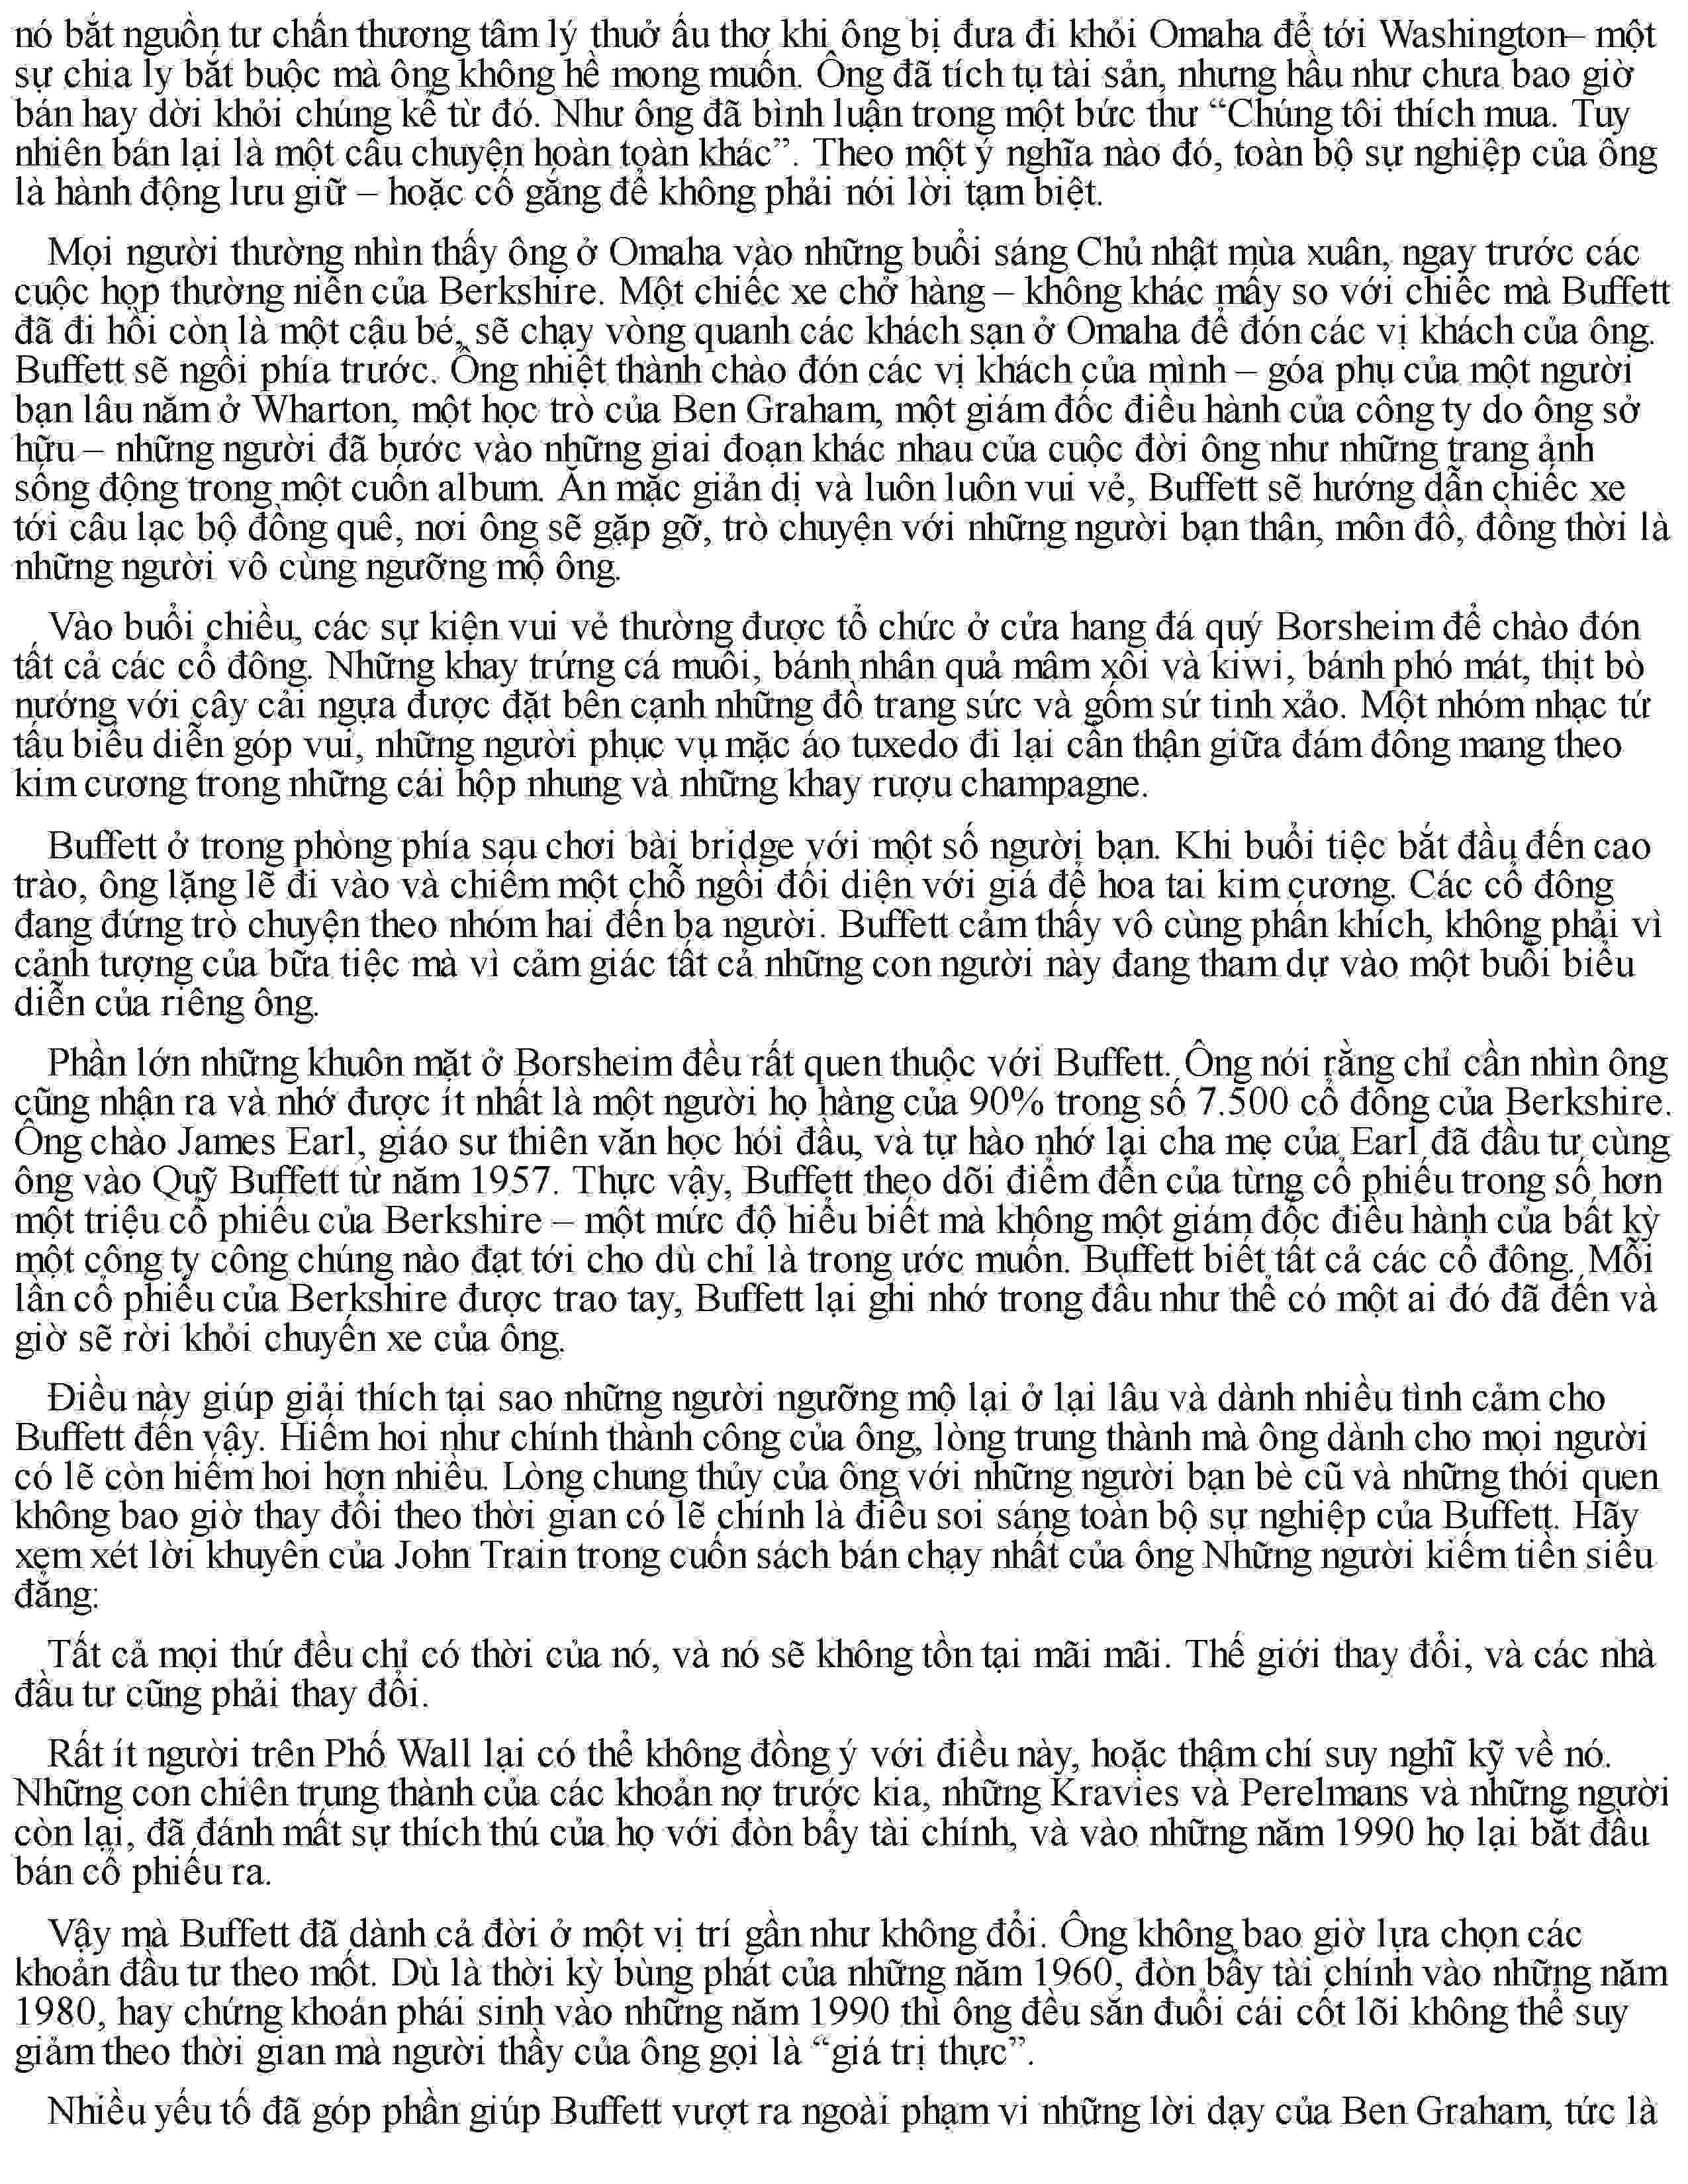 nó bắt nguồn tư chấn thương tâm lý thuở ấu thơ khi ông bị đưa đi khỏi Omaha để tới Washington– một
sự chia ly bắt buộc mà ông không hề mong muốn. Ông đã tích tụ tài sản, nhưng hầu như chưa bao giờ
bán hay dời khỏi chúng kể từ đó. Như ông đã bình luận trong một bức thư “Chúng tôi thích mua. Tuy
nhiên bán lại là một câu chuyện hoàn toàn khác”. Theo một ý nghĩa nào đó, toàn bộ sự nghiệp của ông
là hành động lưu giữ – hoặc cố gắng để không phải nói lời tạm biệt.
Mọi người thường nhìn thấy ông ở Omaha vào những buổi sáng Chủ nhật mùa xuân, ngay trước các
cuộc họp thường niên của Berkshire. Một chiếc xe chở hàng – không khác mấy so với chiếc mà Buffett
đã đi hồi còn là một cậu bé, sẽ chạy vòng quanh các khách sạn ở Omaha để đón các vị khách của ông.
Buffett sẽ ngồi phía trước. Ông nhiệt thành chào đón các vị khách của mình – góa phụ của một người
bạn lâu năm ở Wharton, một học trò của Ben Graham, một giám đốc điều hành của công ty do ông sở
hữu – những người đã bước vào những giai đoạn khác nhau của cuộc đời ông như những trang ảnh
sống động trong một cuốn album. Ăn mặc giản dị và luôn luôn vui vẻ, Buffett sẽ hướng dẫn chiếc xe
tới câu lạc bộ đồng quê, nơi ông sẽ gặp gỡ, trò chuyện với những người bạn thân, môn đồ, đồng thời là
những người vô cùng ngưỡng mộ ông.
Vào buổi chiều, các sự kiện vui vẻ thường được tổ chức ở cửa hang đá quý Borsheim để chào đón
tất cả các cổ đông. Những khay trứng cá muối, bánh nhân quả mâm xôi và kiwi, bánh phó mát, thịt bò
nướng với cây cải ngựa được đặt bên cạnh những đồ trang sức và gốm sứ tinh xảo. Một nhóm nhạc tứ
tấu biểu diễn góp vui, những người phục vụ mặc áo tuxedo đi lại cẩn thận giữa đám đông mang theo
kim cương trong những cái hộp nhung và những khay rượu champagne.
Buffett ở trong phòng phía sau chơi bài bridge với một số người bạn. Khi buổi tiệc bắt đầu đến cao
trào, ông lặng lẽ đi vào và chiếm một chỗ ngồi đối diện với giá để hoa tai kim cương. Các cổ đông
đang đứng trò chuyện theo nhóm hai đến ba người. Buffett cảm thấy vô cùng phấn khích, không phải vì
cảnh tượng của bữa tiệc mà vì cảm giác tất cả những con người này đang tham dự vào một buổi biểu
diễn của riêng ông.
Phần lớn những khuôn mặt ở Borsheim đều rất quen thuộc với Buffett. Ông nói rằng chỉ cần nhìn ông
cũng nhận ra và nhớ được ít nhất là một người họ hàng của 90% trong số 7.500 cổ đông của Berkshire.
Ông chào James Earl, giáo sư thiên văn học hói đầu, và tự hào nhớ lại cha mẹ của Earl đã đầu tư cùng
ông vào Quỹ Buffett từ năm 1957. Thực vậy, Buffett theo dõi điểm đến của từng cổ phiếu trong số hơn
một triệu cổ phiếu của Berkshire – một mức độ hiểu biết mà không một giám đốc điều hành của bất kỳ
một công ty công chúng nào đạt tới cho dù chỉ là trong ước muốn. Buffett biết tất cả các cổ đông. Mỗi
lần cổ phiếu của Berkshire được trao tay, Buffett lại ghi nhớ trong đầu như thể có một ai đó đã đến và
giờ sẽ rời khỏi chuyến xe của ông.
Điều này giúp giải thích tại sao những người ngưỡng mộ lại ở lại lâu và dành nhiều tình cảm cho
Buffett đến vậy. Hiếm hoi như chính thành công của ông, lòng trung thành mà ông dành cho mọi người
có lẽ còn hiếm hoi hơn nhiều. Lòng chung thủy của ông với những người bạn bè cũ và những thói quen
không bao giờ thay đổi theo thời gian có lẽ chính là điều soi sáng toàn bộ sự nghiệp của Buffett. Hãy
xem xét lời khuyên của John Train trong cuốn sách bán chạy nhất của ông Những người kiếm tiền siêu
đẳng:
Tất cả mọi thứ đều chỉ có thời của nó, và nó sẽ không tồn tại mãi mãi. Thế giới thay đổi, và các nhà
đầu tư cũng phải thay đổi.
Rất ít người trên Phố Wall lại có thể không đồng ý với điều này, hoặc thậm chí suy nghĩ kỹ về nó.
Những con chiên trung thành của các khoản nợ trước kia, những Kravies và Perelmans và những người
còn lại, đã đánh mất sự thích thú của họ với đòn bẩy tài chính, và vào những năm 1990 họ lại bắt đầu
bán cổ phiếu ra.
Vậy mà Buffett đã dành cả đời ở một vị trí gần như không đổi. Ông không bao giờ lựa chọn các
khoản đầu tư theo mốt. Dù là thời kỳ bùng phát của những năm 1960, đòn bẩy tài chính vào những năm
1980, hay chứng khoán phái sinh vào những năm 1990 thì ông đều săn đuổi cái cốt lõi không thể suy
giảm theo thời gian mà người thầy của ông gọi là “giá trị thực”.
Nhiều yếu tố đã góp phần giúp Buffett vượt ra ngoài phạm vi những lời dạy của Ben Graham, tức là